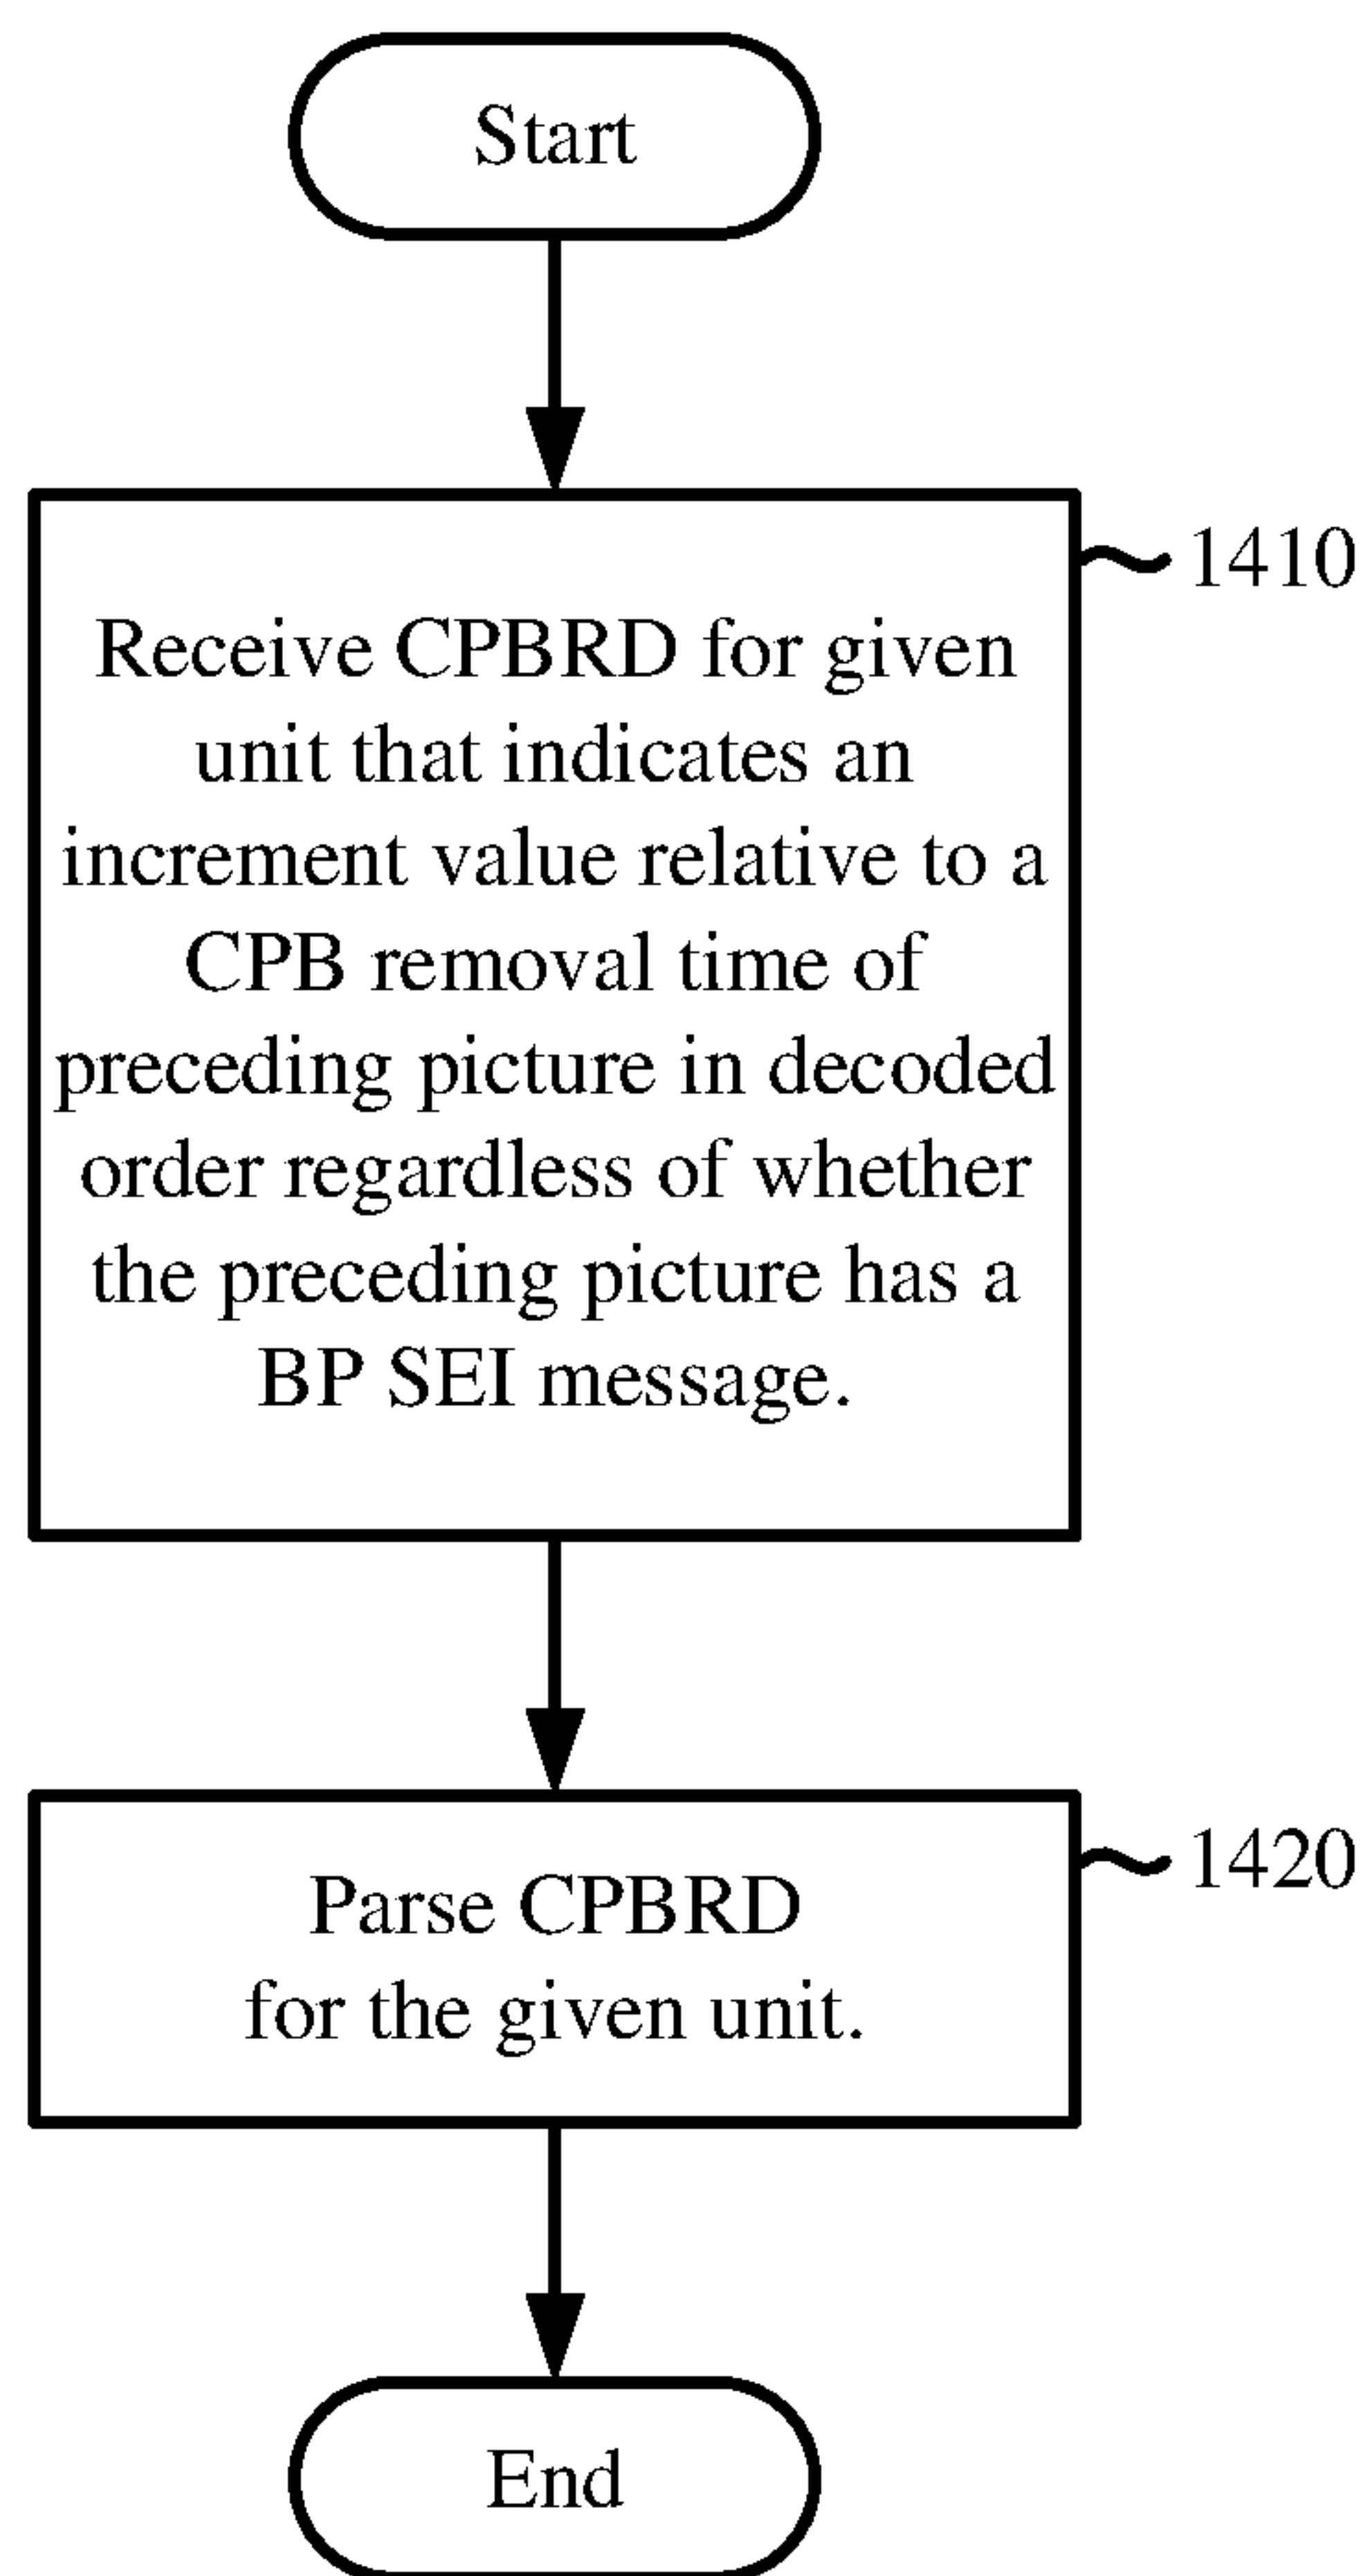 Start
1410
Receive CPBRD for given
unit that indicates an
increment value relative to a
CPB removal time of
preceding picture in decoded
order regardless of whether
the preceding picture has a
BP SEI message.
1420
Parse CPBRD
for the given unit.
End